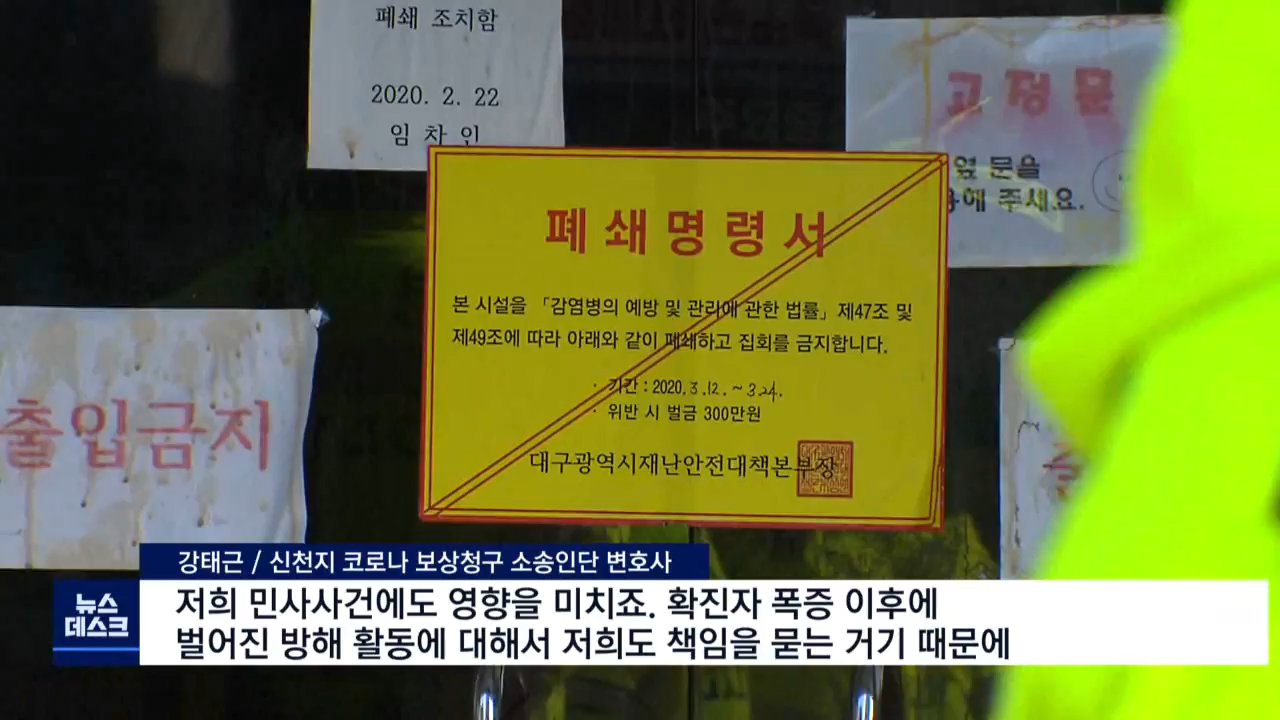 폐쇄 조치함
2020. 2. 22
임 차 인
고정문
옆 문을
해 주세요.
폐쇄명령서
본 시설을 「감염병의 예방 및 관리에 관한 법률」 제47조 및
제49조에 따라 아래와 같이 폐쇄하고 집회를 금지합니다.
· 기간 : 2020. 3. 12. ~ 3. 24.
· 위반 시 벌금 300만원
대구광역시재난안전대책본부장
출입금지
강태근 / 신천지 코로나 보상청구 소송인단 변호사
뉴스
데스크
저희 민사사건에도 영향을 미치죠. 확진자 폭증 이후에
벌어진 방해 활동에 대해서 저희도 책임을 묻는 거기 때문에